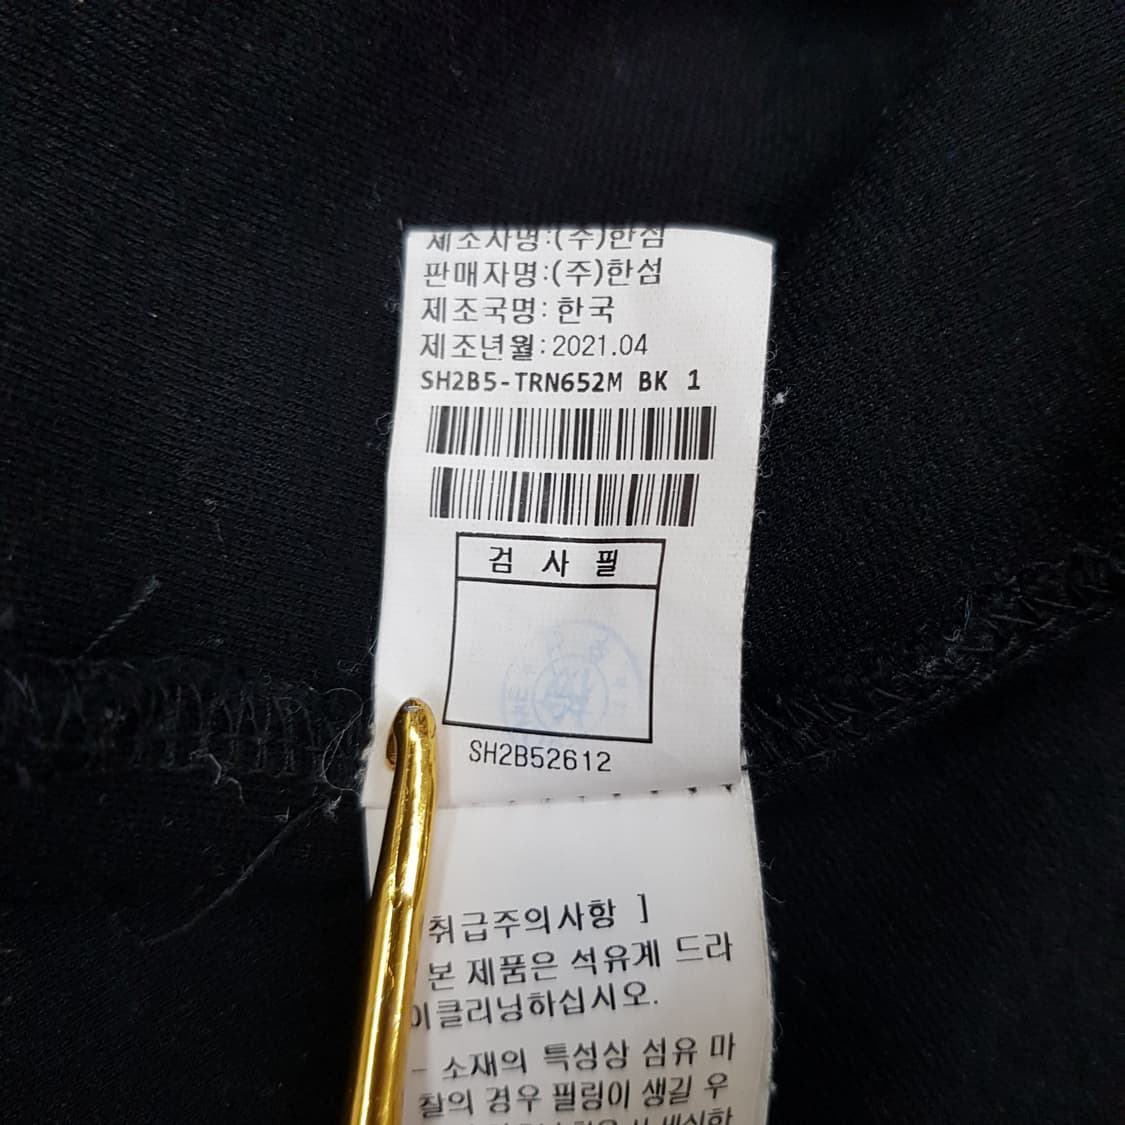 제조사명:(주)한섬
판매자명:(주)한섬
제조국명: 한국
제조년월:2021.04
SH2B5-TRN652M BK 1
검 사 필
SH2B52612
취급주의사항 ]
본 제품은 석유계 드라
이클리닝하십시오.
- 소재의 특성상 섬유 마
찰의 경우 필링이 생길 우